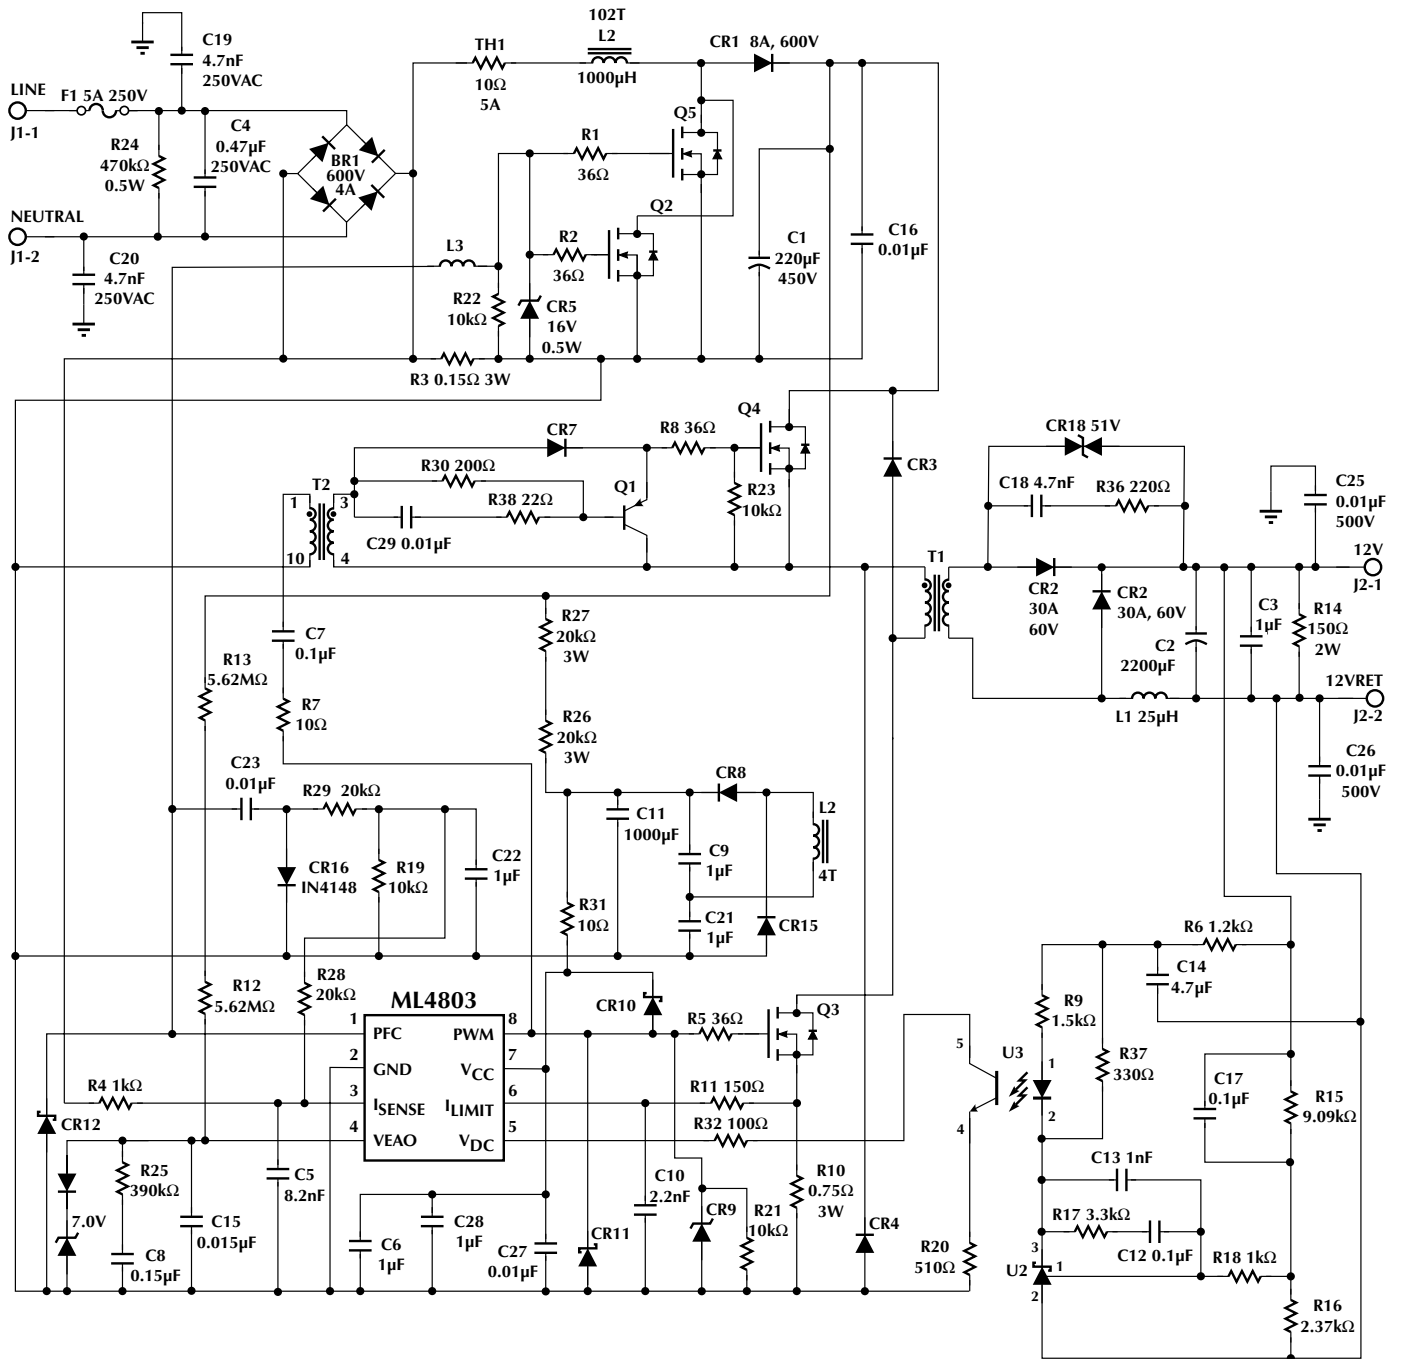 102T
C19
4.7nF
250VAC
TH1
10Ω
5A
L2
1000µH
CR1 8A, 600V
LINE
J1-1
F1 5A 250V
R24
470kΩ
0.5W
C4
0.47µF
250VAC
BR1
600V
4A
R1
36Ω
Q5
Q2
R2
36Ω
NEUTRAL
J1-2
C20
4.7nF
250VAC
L3
R22
10kΩ
CR5
16V
0.5W
C1
220µF
450V
C16
0.01µF
R3 0.15Ω 3W
CR7
R8 36Ω
Q4
CR3
CR18 51V
C18 4.7nF
R36 220Ω
C25
0.01µF
500V
R30 200Ω
T2
1
3
10
4
R38 22Ω
Q1
C29 0.01µF
R23
10kΩ
T1
12V
J2-1
CR2
30A
60V
CR2
30A, 60V
C2
2200µF
C3
1µF
R14
150Ω
2W
12VRET
J2-2
L1 25µH
R27
20kΩ
3W
C7
0.1µF
R13
5.62MΩ
R7
10Ω
R26
20kΩ
3W
C26
0.01µF
500V
C23
0.01µF
R29 20kΩ
CR8
L2
4T
C11
1000µF
C9
1µF
CR16
IN4148
R19
10kΩ
C22
1µF
R31
10Ω
C21
1µF
CR15
R6 1.2kΩ
C14
4.7µF
R12
5.62MΩ
R28
20kΩ
ML4803
CR10
Q3
R9
1.5kΩ
R37
330Ω
1
PFC
PWM
8
R5 36Ω
2
GND
VCC
7
3
ISENSE
ILIMIT
6
4
VEAO
VDC
5
R4 1kΩ
CR12
R11 150Ω
R32 100Ω
5
U3
4
1
2
C17
0.1µF
R15
9.09kΩ
R25
390kΩ
7.0V
C8
0.15µF
C15
0.015µF
C5
8.2nF
C6
1µF
C28
1µF
C27
0.01µF
CR11
C10
2.2nF
CR9
R21
10kΩ
R10
0.75Ω
3W
CR4
R20
510Ω
C13 1nF
R17 3.3kΩ
C12 0.1µF
R18 1kΩ
3
U2
1
2
R16
2.37kΩ